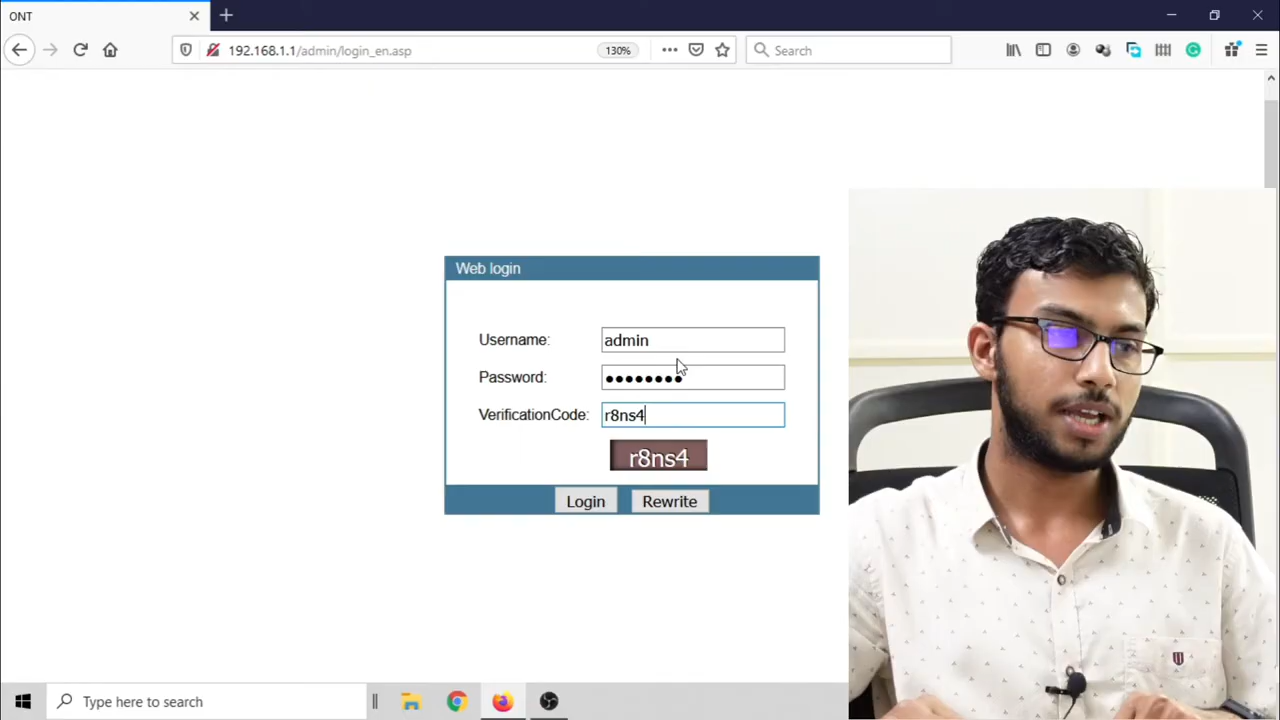 ONT
192.168.1.1/admin/login_en.asp
130%
Search
Web login
Username: admin
Password: ••••••••
VerificationCode: r8ns4
r8ns4
Login Rewrite
Type here to search